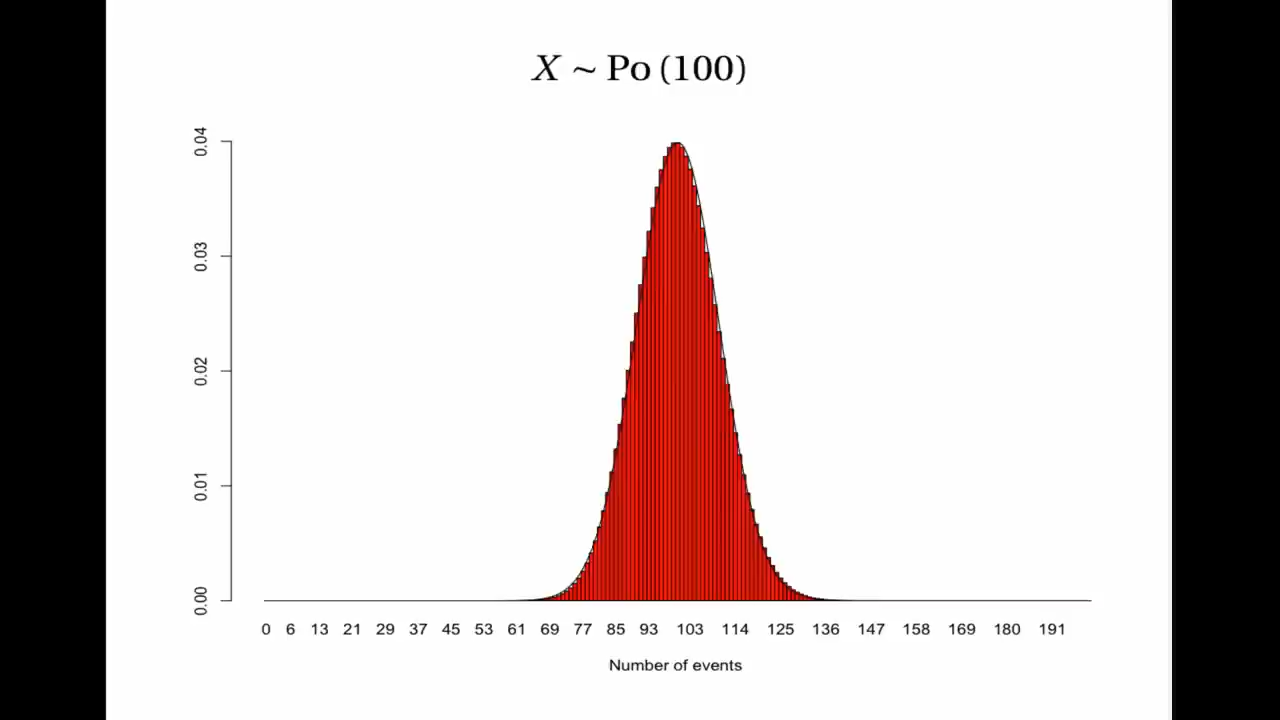 X ~ Po (100)
0.04
0.03
0.02
0.01
0.00
0 6 13 21 29 37 45 53 61 69 77 85 93 103 114 125 136 147 158 169 180 191
Number of events